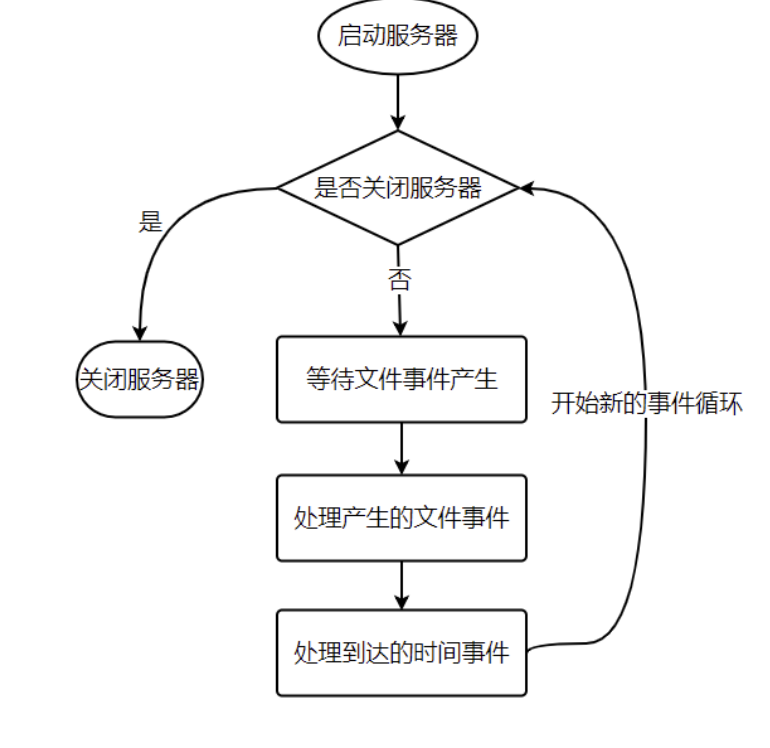 启动服务器
是否关闭服务器
是
否
关闭服务器
等待文件事件产生
开始新的事件循环
处理产生的文件事件
处理到达的时间事件